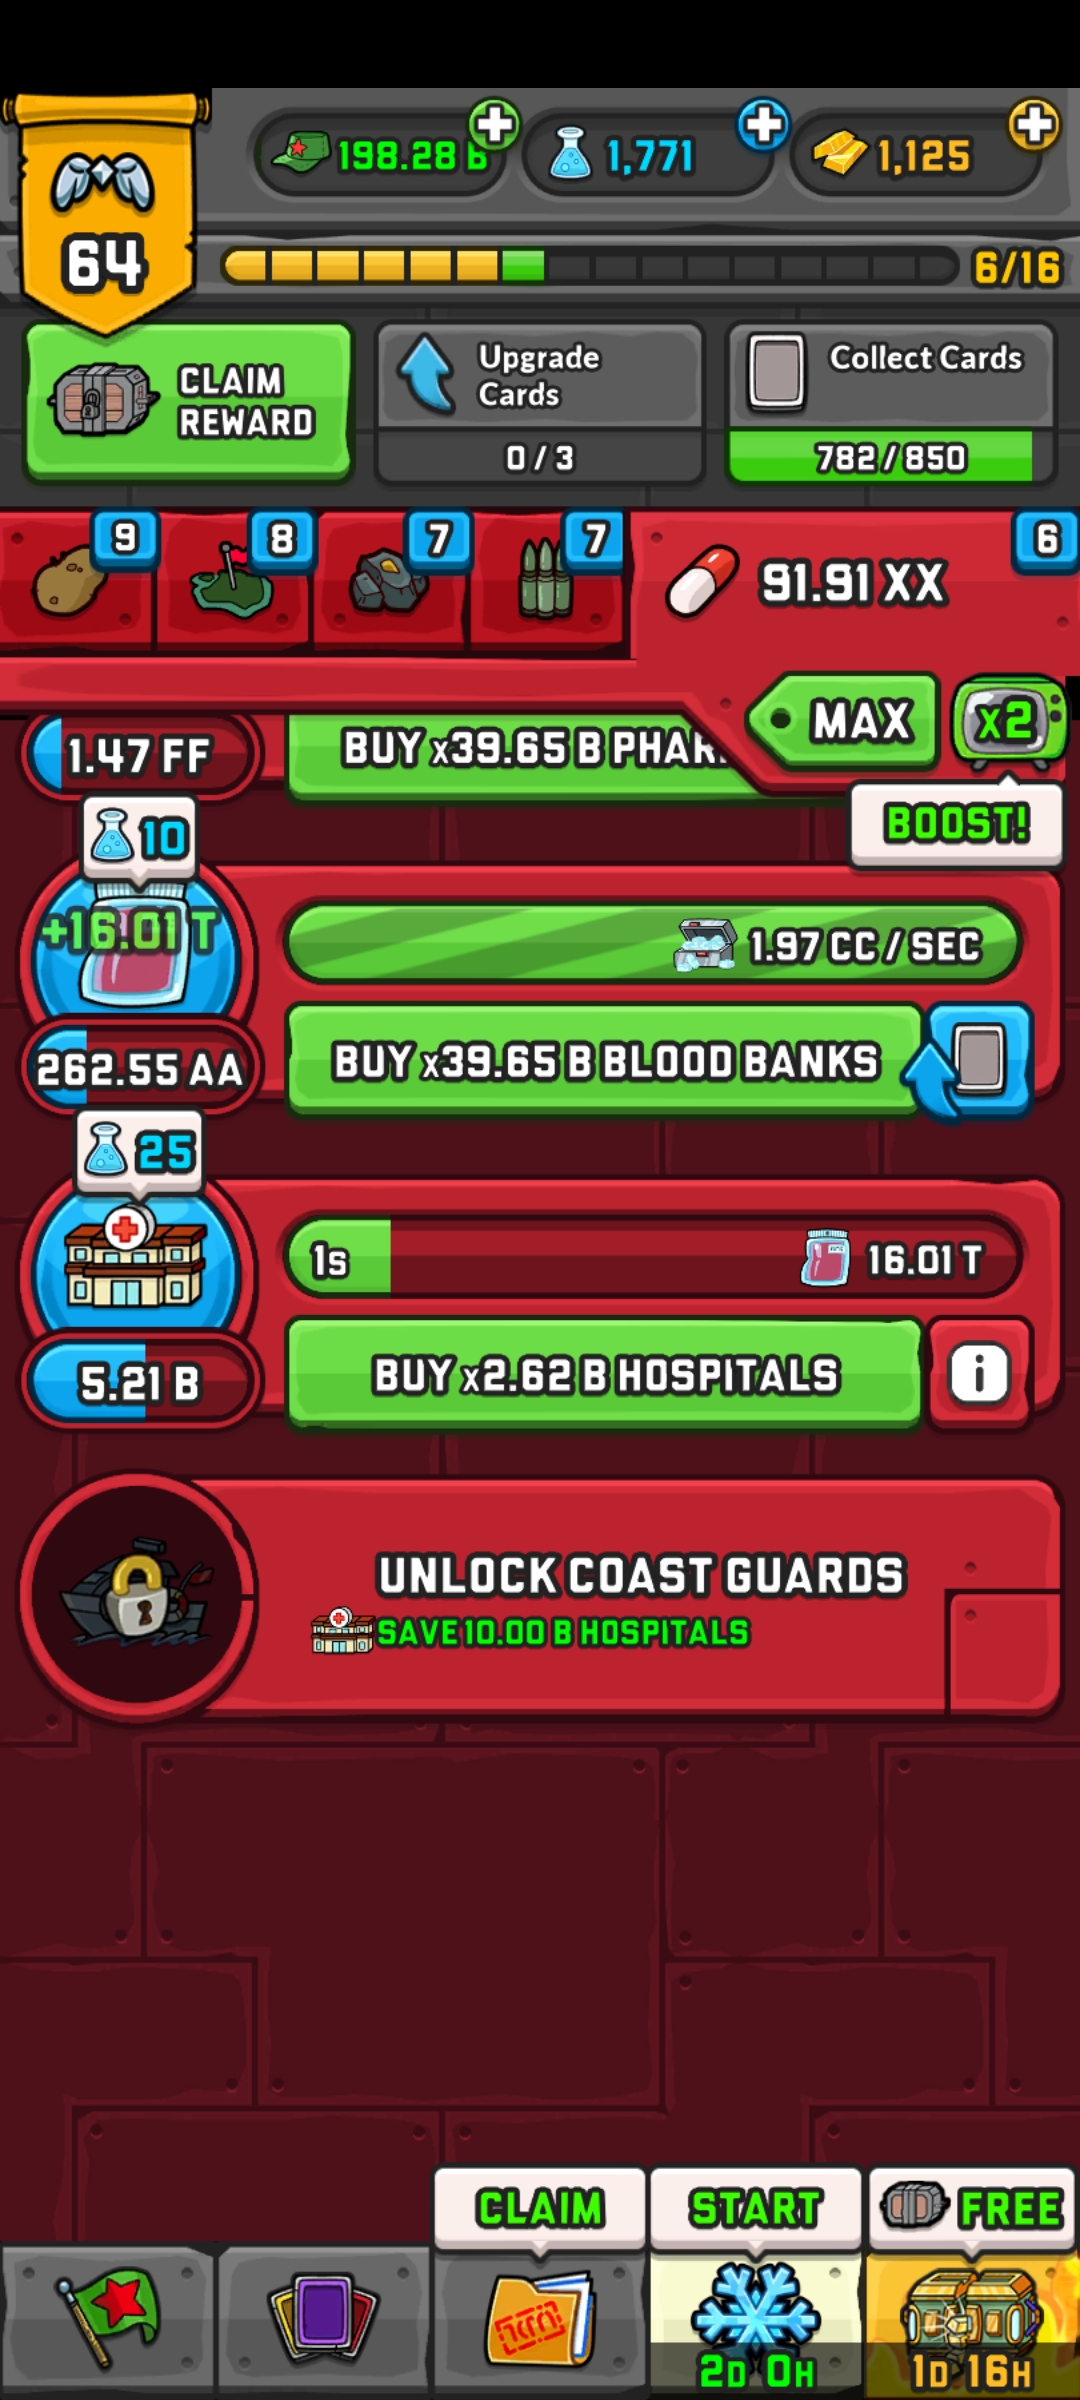 198.28 B
1,771
1,125
64
6/16
CLAIM
REWARD
Upgrade
Cards
0 / 3
Collect Cards
782 / 850
9
8
7
7
6
91.91 XX
MAX
x2
BOOST!
1.47 FF
BUY x39.65 B PHAR
10
+16.01 T
1.97 CC / SEC
262.55 AA
BUY x39.65 B BLOOD BANKS
25
1s
16.01 T
5.21 B
BUY x2.62 B HOSPITALS
i
UNLOCK COAST GUARDS
SAVE 10.00 B HOSPITALS
CLAIM
START
FREE
2D 0H
1D 16H